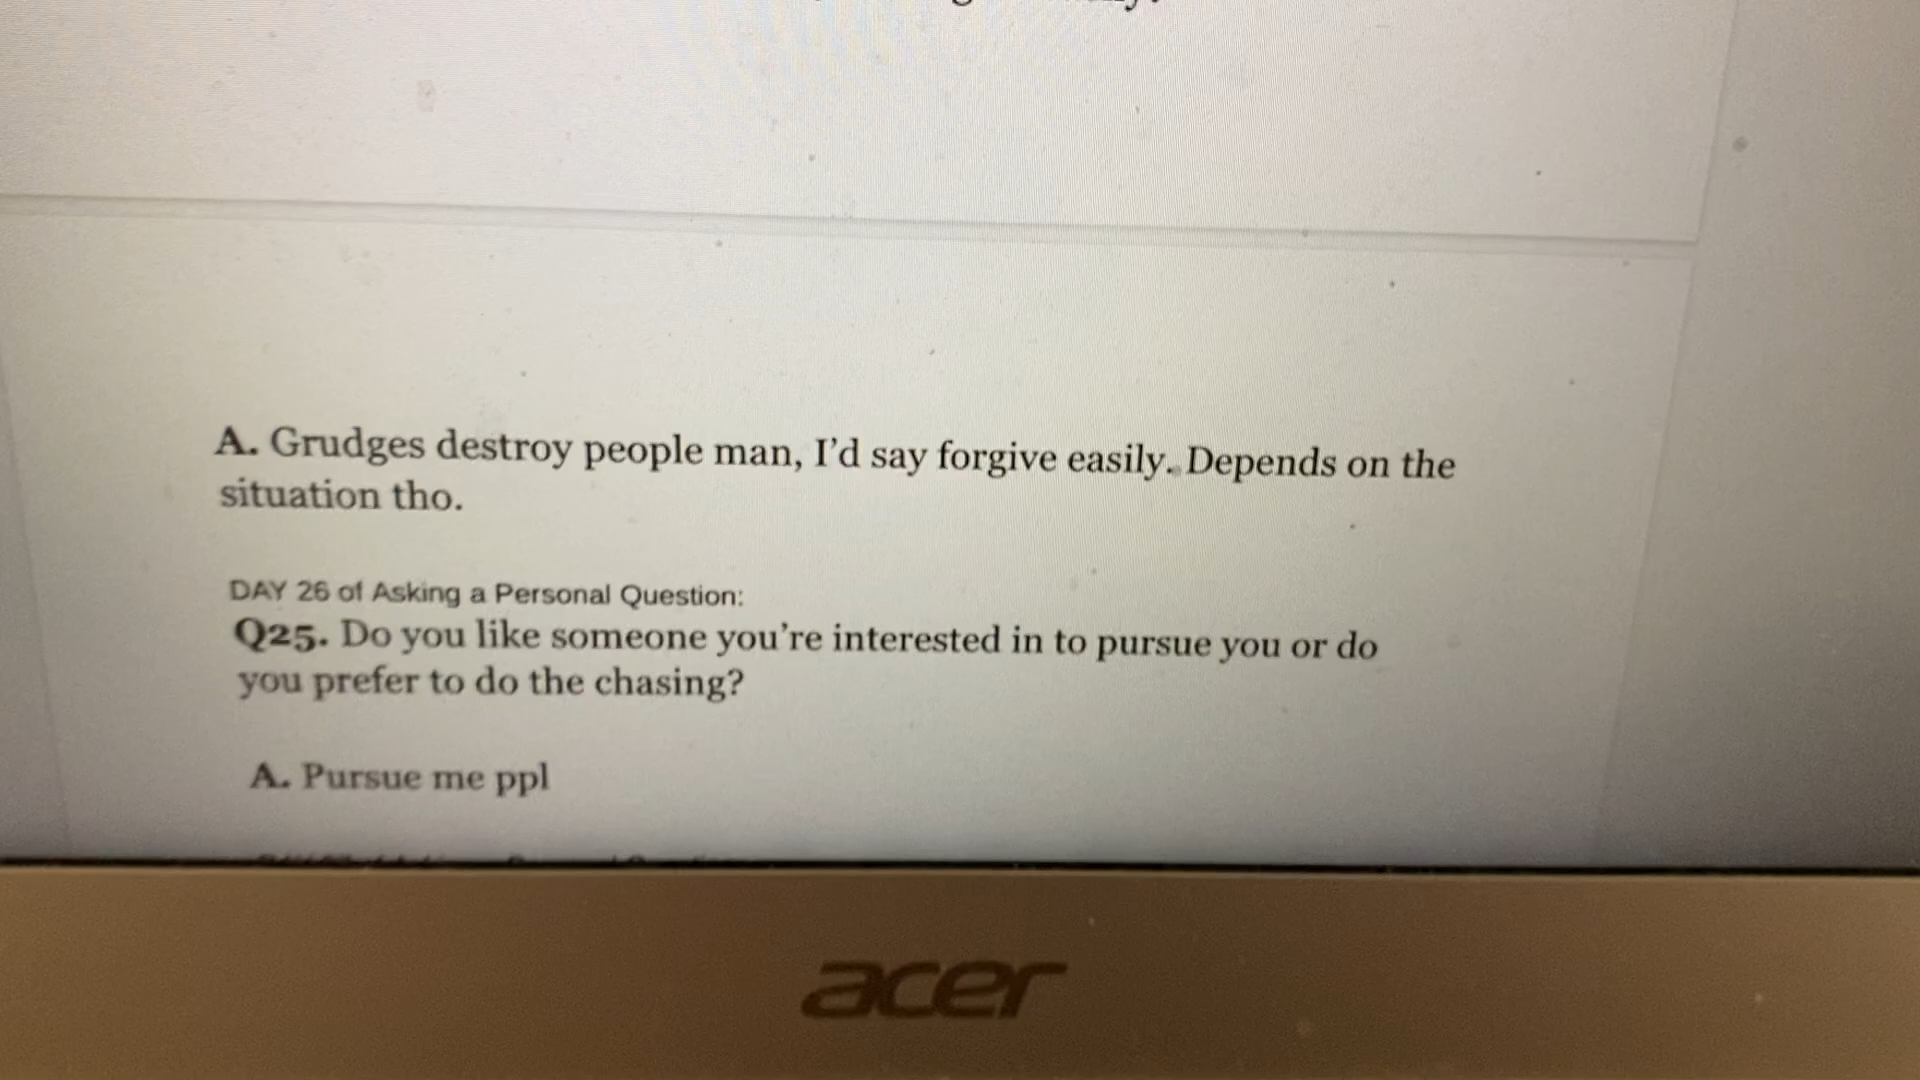 A. Grudges destroy people man, I'd say forgive easily. Depends on the
situation tho.
DAY 26 of Asking a Personal Question:
Q25. Do you like someone you're interested in to pursue you or do
you prefer to do the chasing?
A. Pursue me ppl
acer